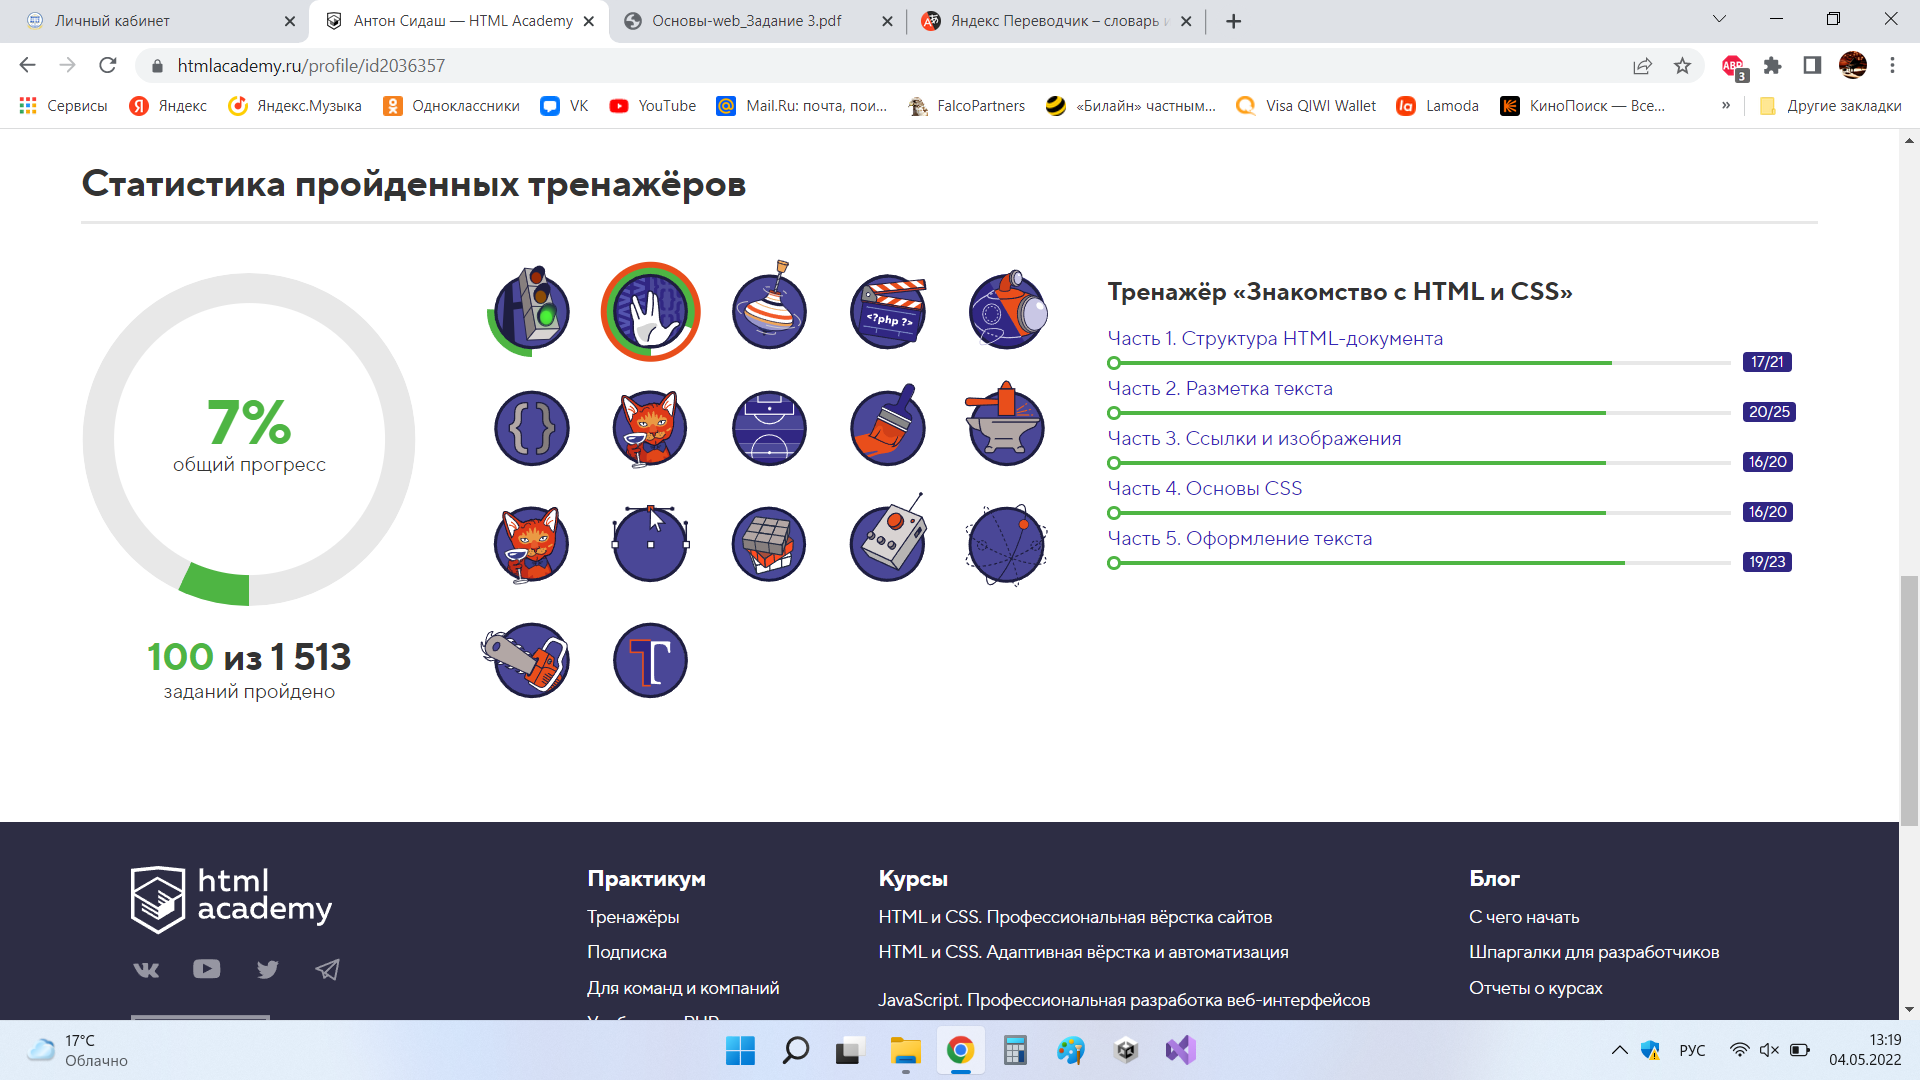 Личный кабинет
Антон Сидаш — HTML Academy
Основы-web_Задание 3.pdf
Яндекс Переводчик – словарь
htmlacademy.ru/profile/id2036357
ABP
3
Сервисы
Яндекс
Яндекс.Музыка
Одноклассники
VK
YouTube
Mail.Ru: почта, пои...
FalcoPartners
«Билайн» частным...
Visa QIWI Wallet
Lamoda
КиноПоиск — Все...
»
Другие закладки
Статистика пройденных тренажёров
7%
общий прогресс
100 из 1 513
заданий пройдено
<?php ?>
{ }
T
Тренажёр «Знакомство с HTML и CSS»
Часть 1. Структура HTML-документа
17/21
Часть 2. Разметка текста
20/25
Часть 3. Ссылки и изображения
16/20
Часть 4. Основы CSS
16/20
Часть 5. Оформление текста
19/23
html
academy
Практикум
Тренажёры
Подписка
Для команд и компаний
Курсы
HTML и CSS. Профессиональная вёрстка сайтов
HTML и CSS. Адаптивная вёрстка и автоматизация
JavaScript. Профессиональная разработка веб-интерфейсов
Блог
С чего начать
Шпаргалки для разработчиков
Отчеты о курсах
17°C
Облачно
РУС
13:19
04.05.2022